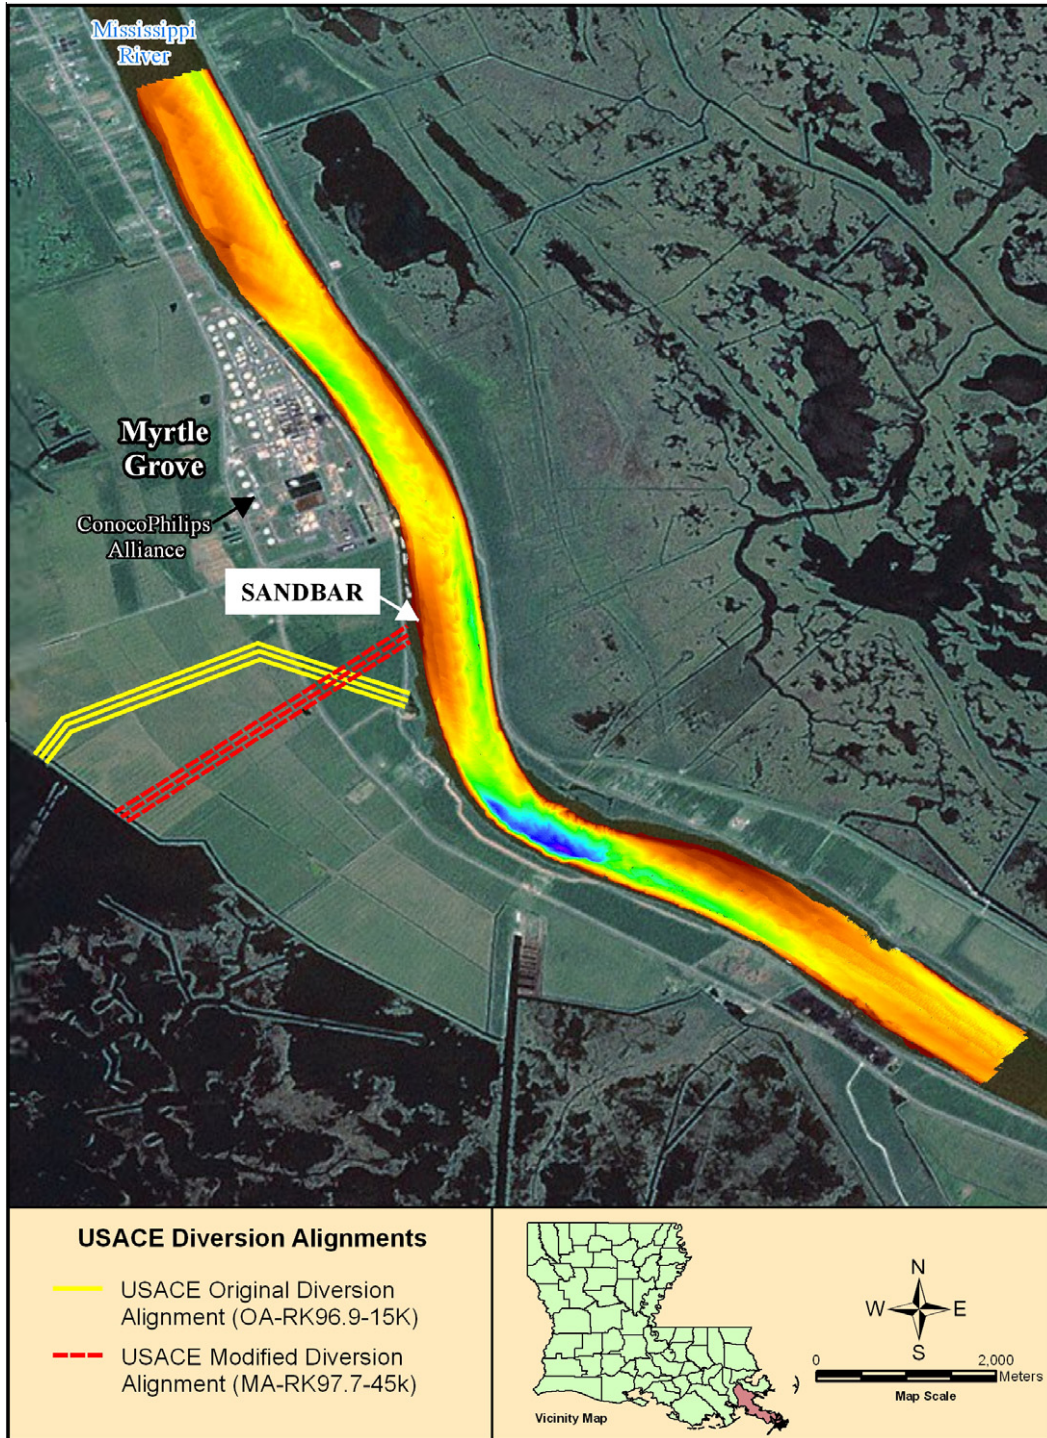 Mississippi
River
Myrtle
Grove
ConocoPhilips
Alliance
SANDBAR
USACE Diversion Alignments
USACE Original Diversion
Alignment (OA-RK96.9-15K)
USACE Modified Diversion
Alignment (MA-RK97.7-45k)
Vicinity Map
N
W
E
S
0
2,000
Meters
Map Scale